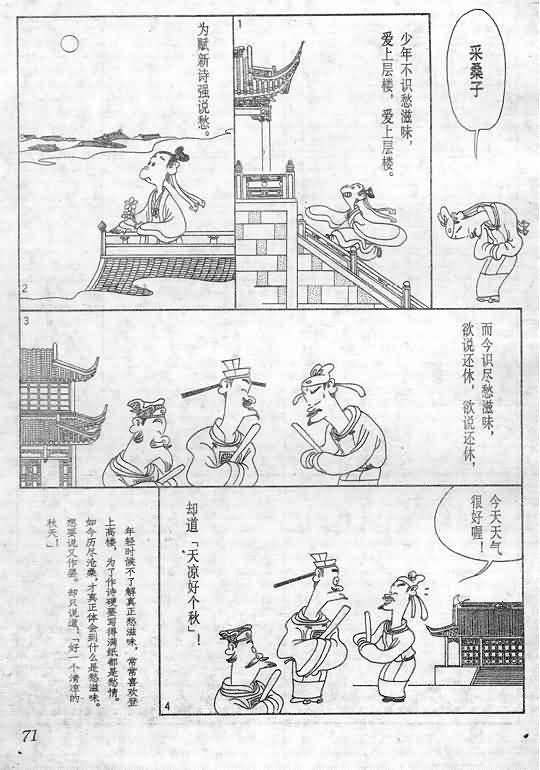 采桑子
1
少年不识愁滋味，
爱上层楼，爱上层楼。
为赋新诗强说愁。
2
3
而今识尽愁滋味，
欲说还休，欲说还休，
今天天气
很好喔！
却道「天凉好个秋」！
4
年轻时候不了解真正愁滋味，常常喜欢登
上高楼，为了作诗硬要写得满纸都是愁情。
如今历尽沧桑，才真正体会到什么是愁滋味。
想要说又作罢。却只说道：「好一个清凉的
秋天！」
71